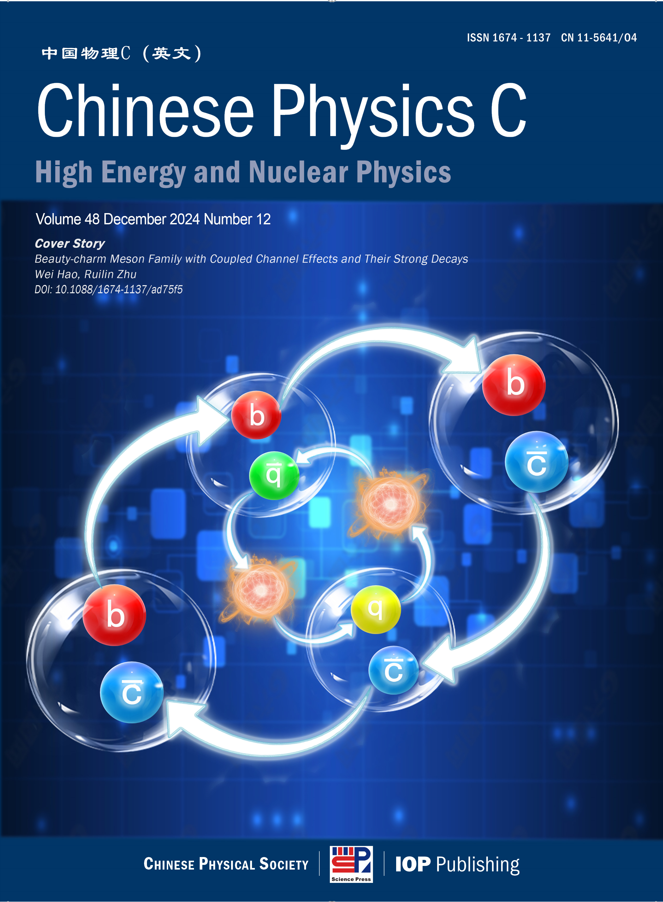 ISSN 1674 - 1137 CN 11-5641/04
中国物理C（英文）
Chinese Physics C
High Energy and Nuclear Physics
Volume 48 December 2024 Number 12
Cover Story
Beauty-charm Meson Family with Coupled Channel Effects and Their Strong Decays
Wei Hao, Ruilin Zhu
DOI: 10.1088/1674-1137/ad75f5
b
c̅
b
q̅
q
c̅
b
c̅
CHINESE PHYSICAL SOCIETY
Science Press
IOP Publishing